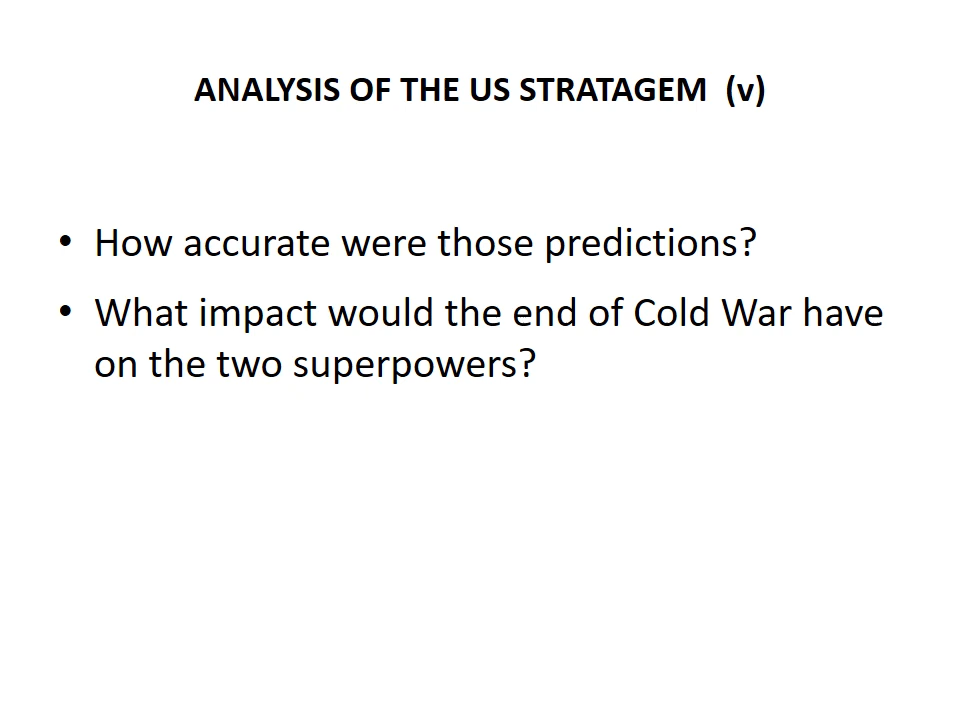 ANALYSIS OF THE US STRATAGEM (v)
• How accurate were those predictions?
• What impact would the end of Cold War have
on the two superpowers?